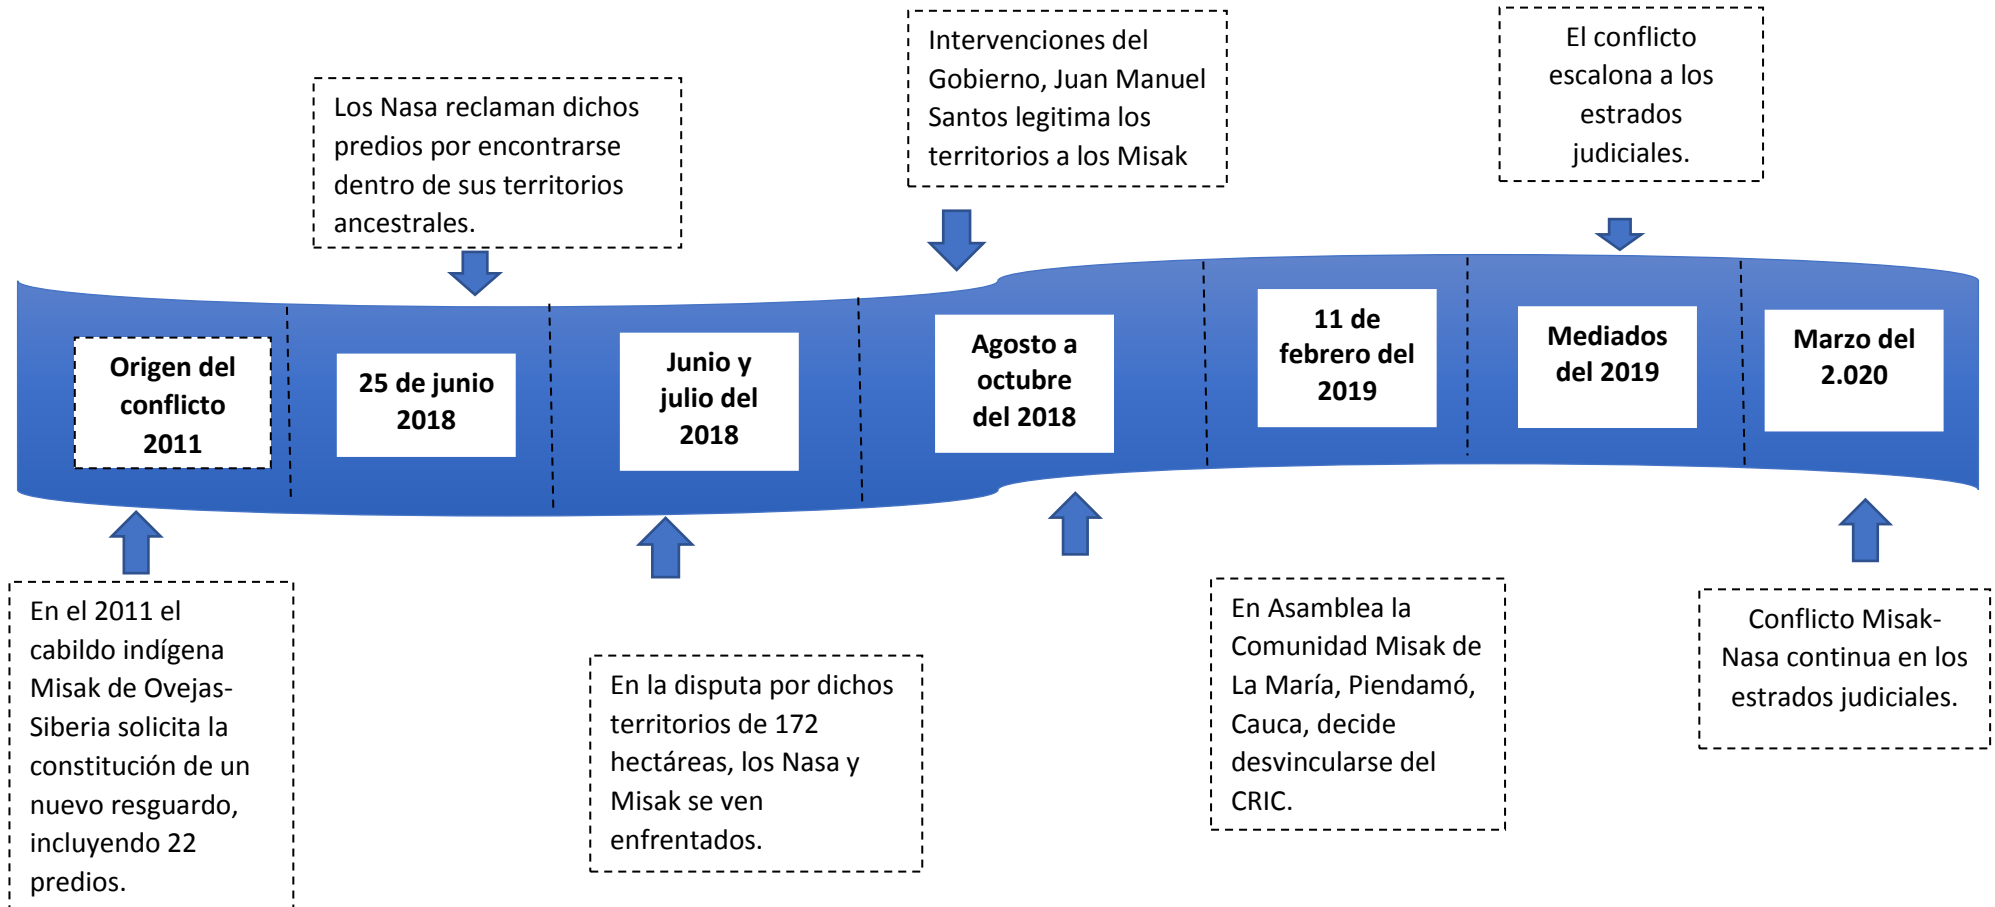 Intervenciones del
Gobierno, Juan Manuel
Santos legitima los
territorios a los Misak
El conflicto
escalona a los
estrados
judiciales.
Los Nasa reclaman dichos
predios por encontrarse
dentro de sus territorios
ancestrales.
Origen del
conflicto
2011
25 de junio
2018
Junio y
julio del
2018
Agosto a
octubre
del 2018
11 de
febrero del
2019
Mediados
del 2019
Marzo del
2.020
En el 2011 el
cabildo indígena
Misak de Ovejas-
Siberia solicita la
constitución de un
nuevo resguardo,
incluyendo 22
predios.
En la disputa por dichos
territorios de 172
hectáreas, los Nasa y
Misak se ven
enfrentados.
En Asamblea la
Comunidad Misak de
La María, Piendamó,
Cauca, decide
desvincularse del
CRIC.
Conflicto Misak-
Nasa continua en los
estrados judiciales.